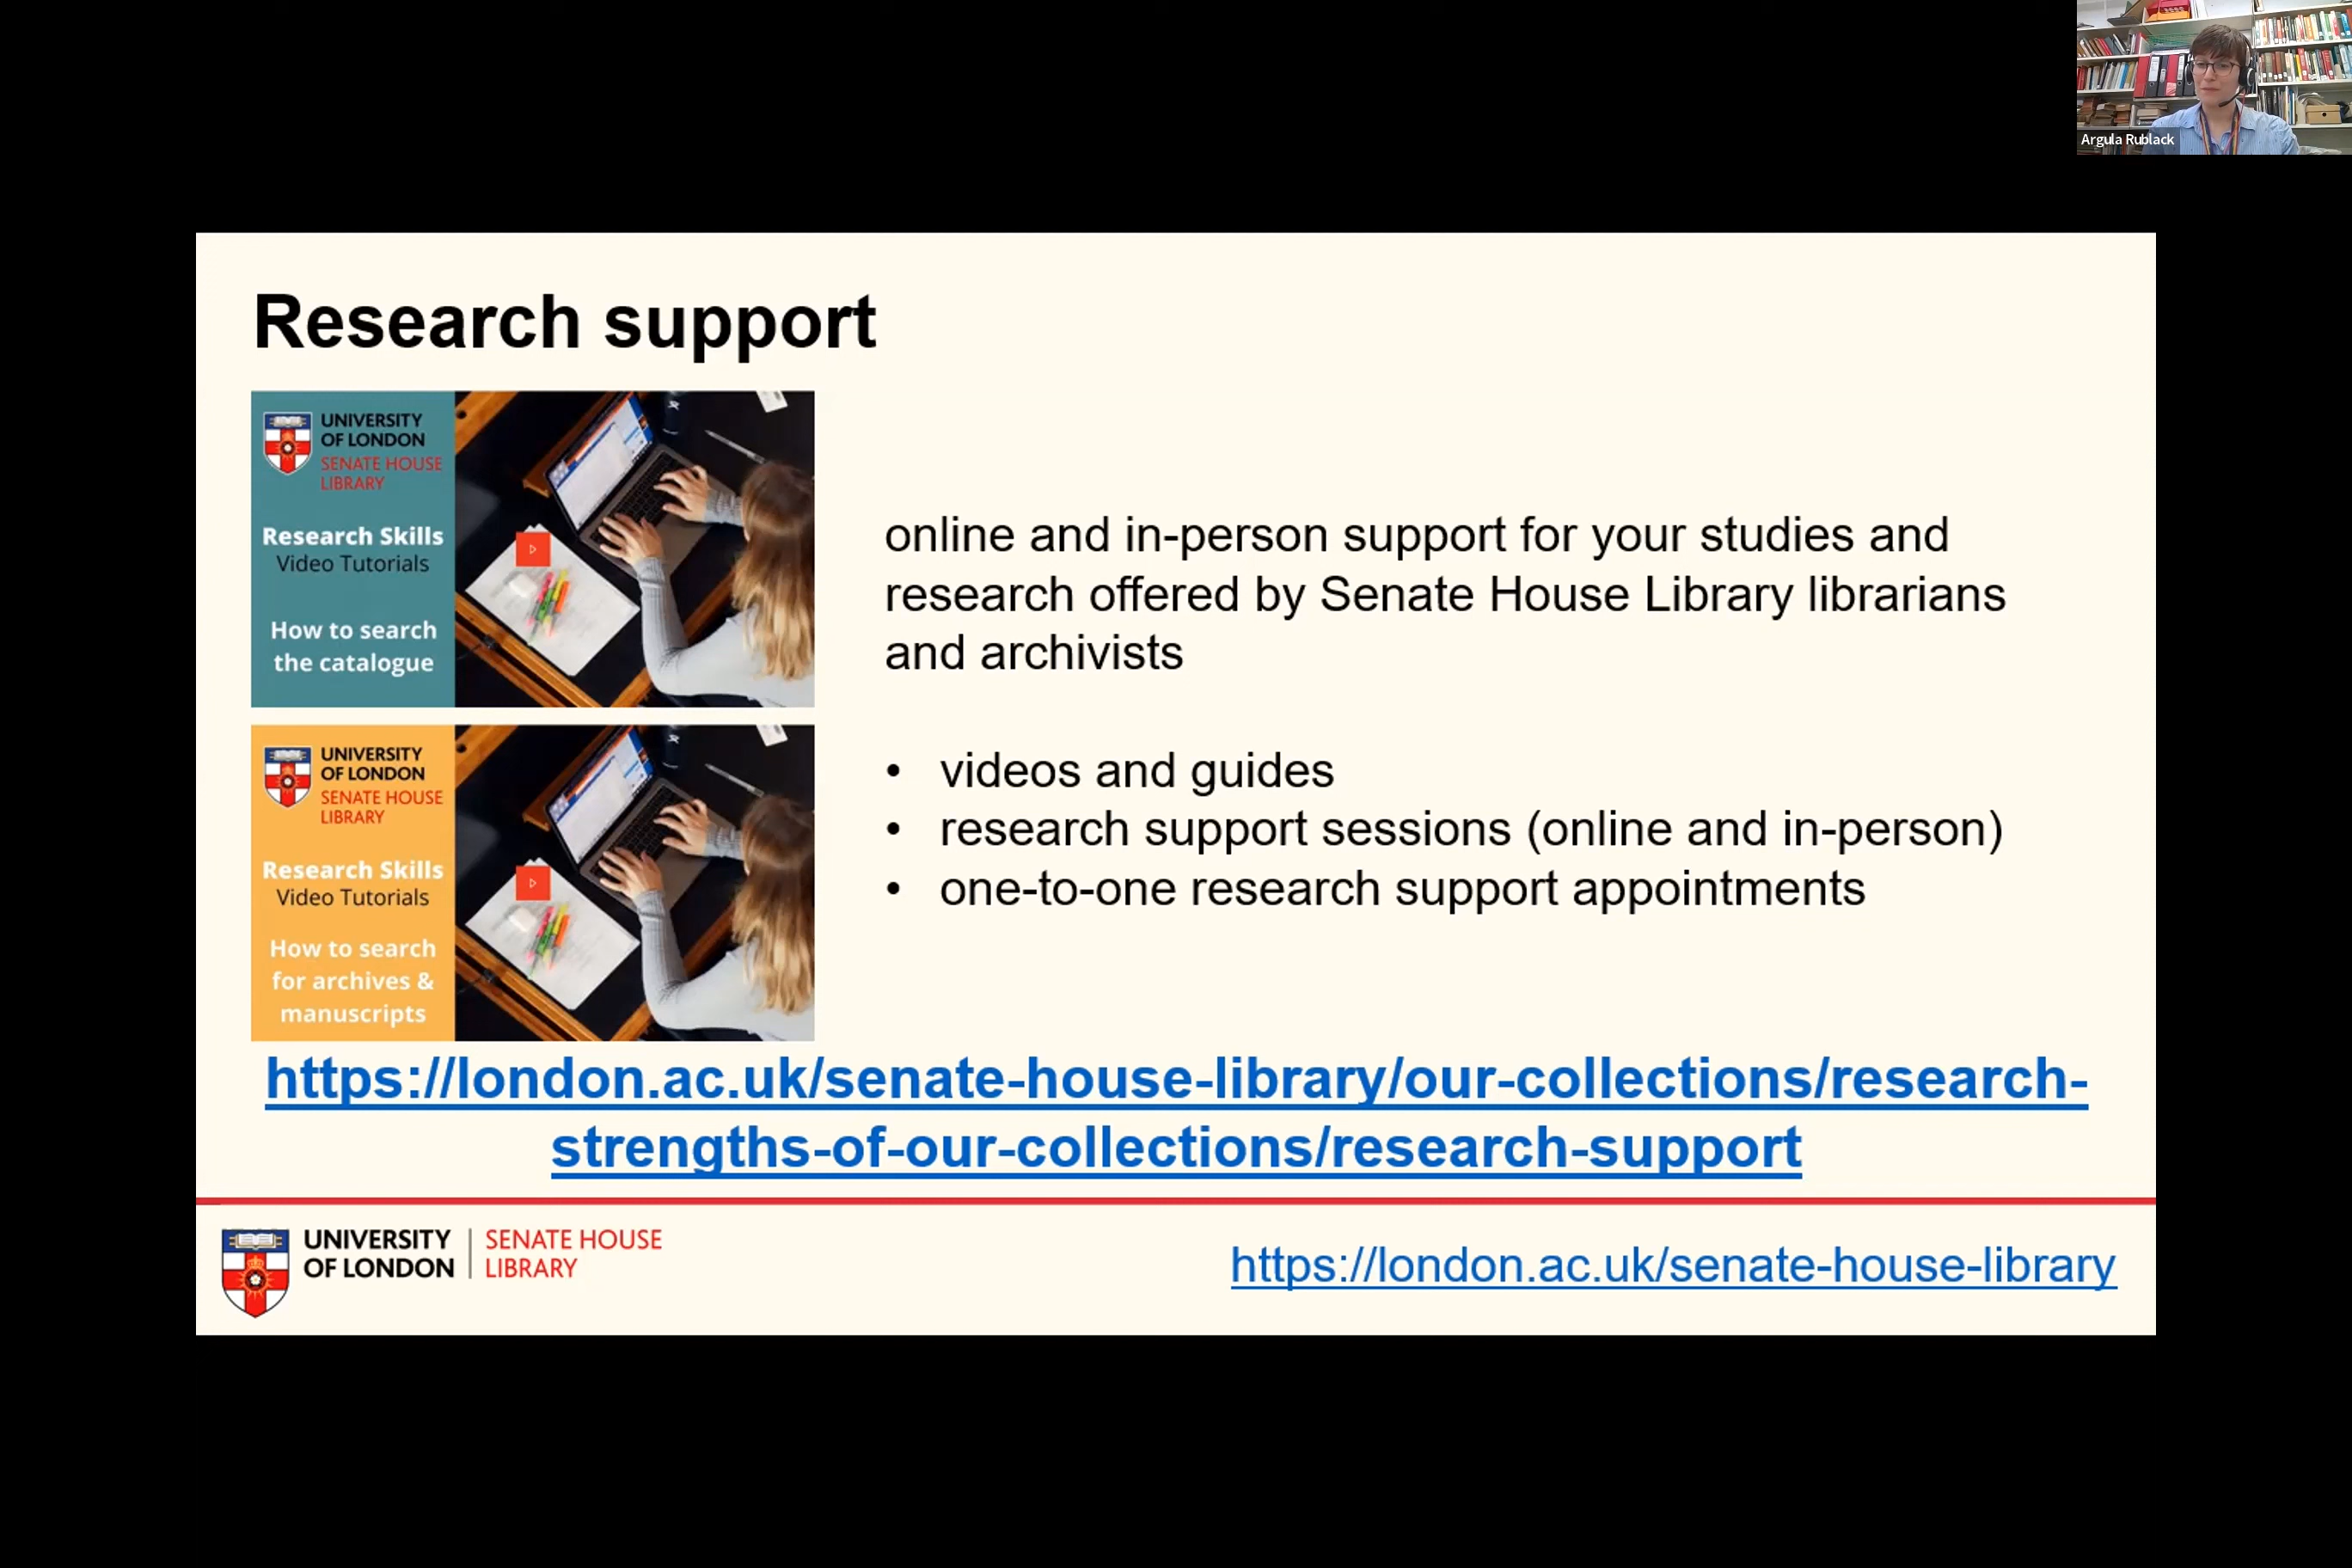 Argula Rublack
Research support
UNIVERSITY
OF LONDON
SENATE HOUSE
LIBRARY
Research Skills
Video Tutorials
How to search
the catalogue
UNIVERSITY
OF LONDON
SENATE HOUSE
LIBRARY
Research Skills
Video Tutorials
How to search
for archives &
manuscripts
online and in-person support for your studies and
research offered by Senate House Library librarians
and archivists
• videos and guides
• research support sessions (online and in-person)
• one-to-one research support appointments
https://london.ac.uk/senate-house-library/our-collections/research-
strengths-of-our-collections/research-support
UNIVERSITY
OF LONDON
SENATE HOUSE
LIBRARY
https://london.ac.uk/senate-house-library